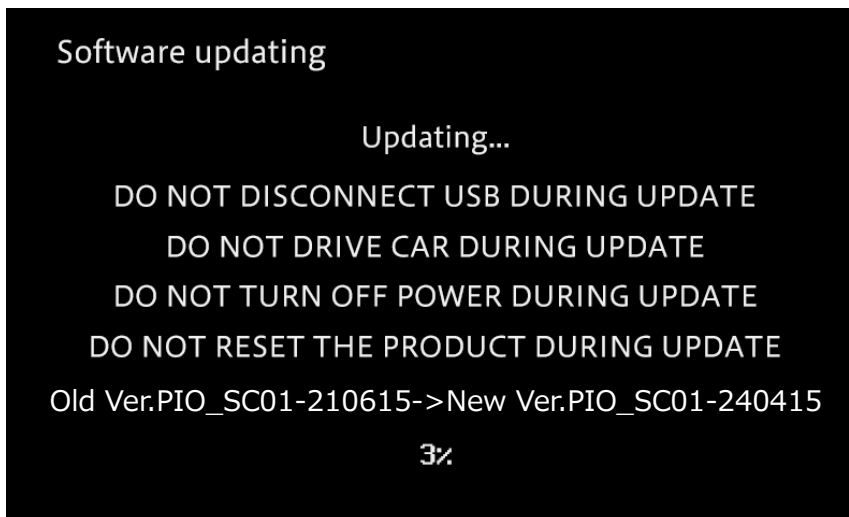 Software updating
Updating...
DO NOT DISCONNECT USB DURING UPDATE
DO NOT DRIVE CAR DURING UPDATE
DO NOT TURN OFF POWER DURING UPDATE
DO NOT RESET THE PRODUCT DURING UPDATE
Old Ver.PIO_SC01-210615->New Ver.PIO_SC01-240415
3%